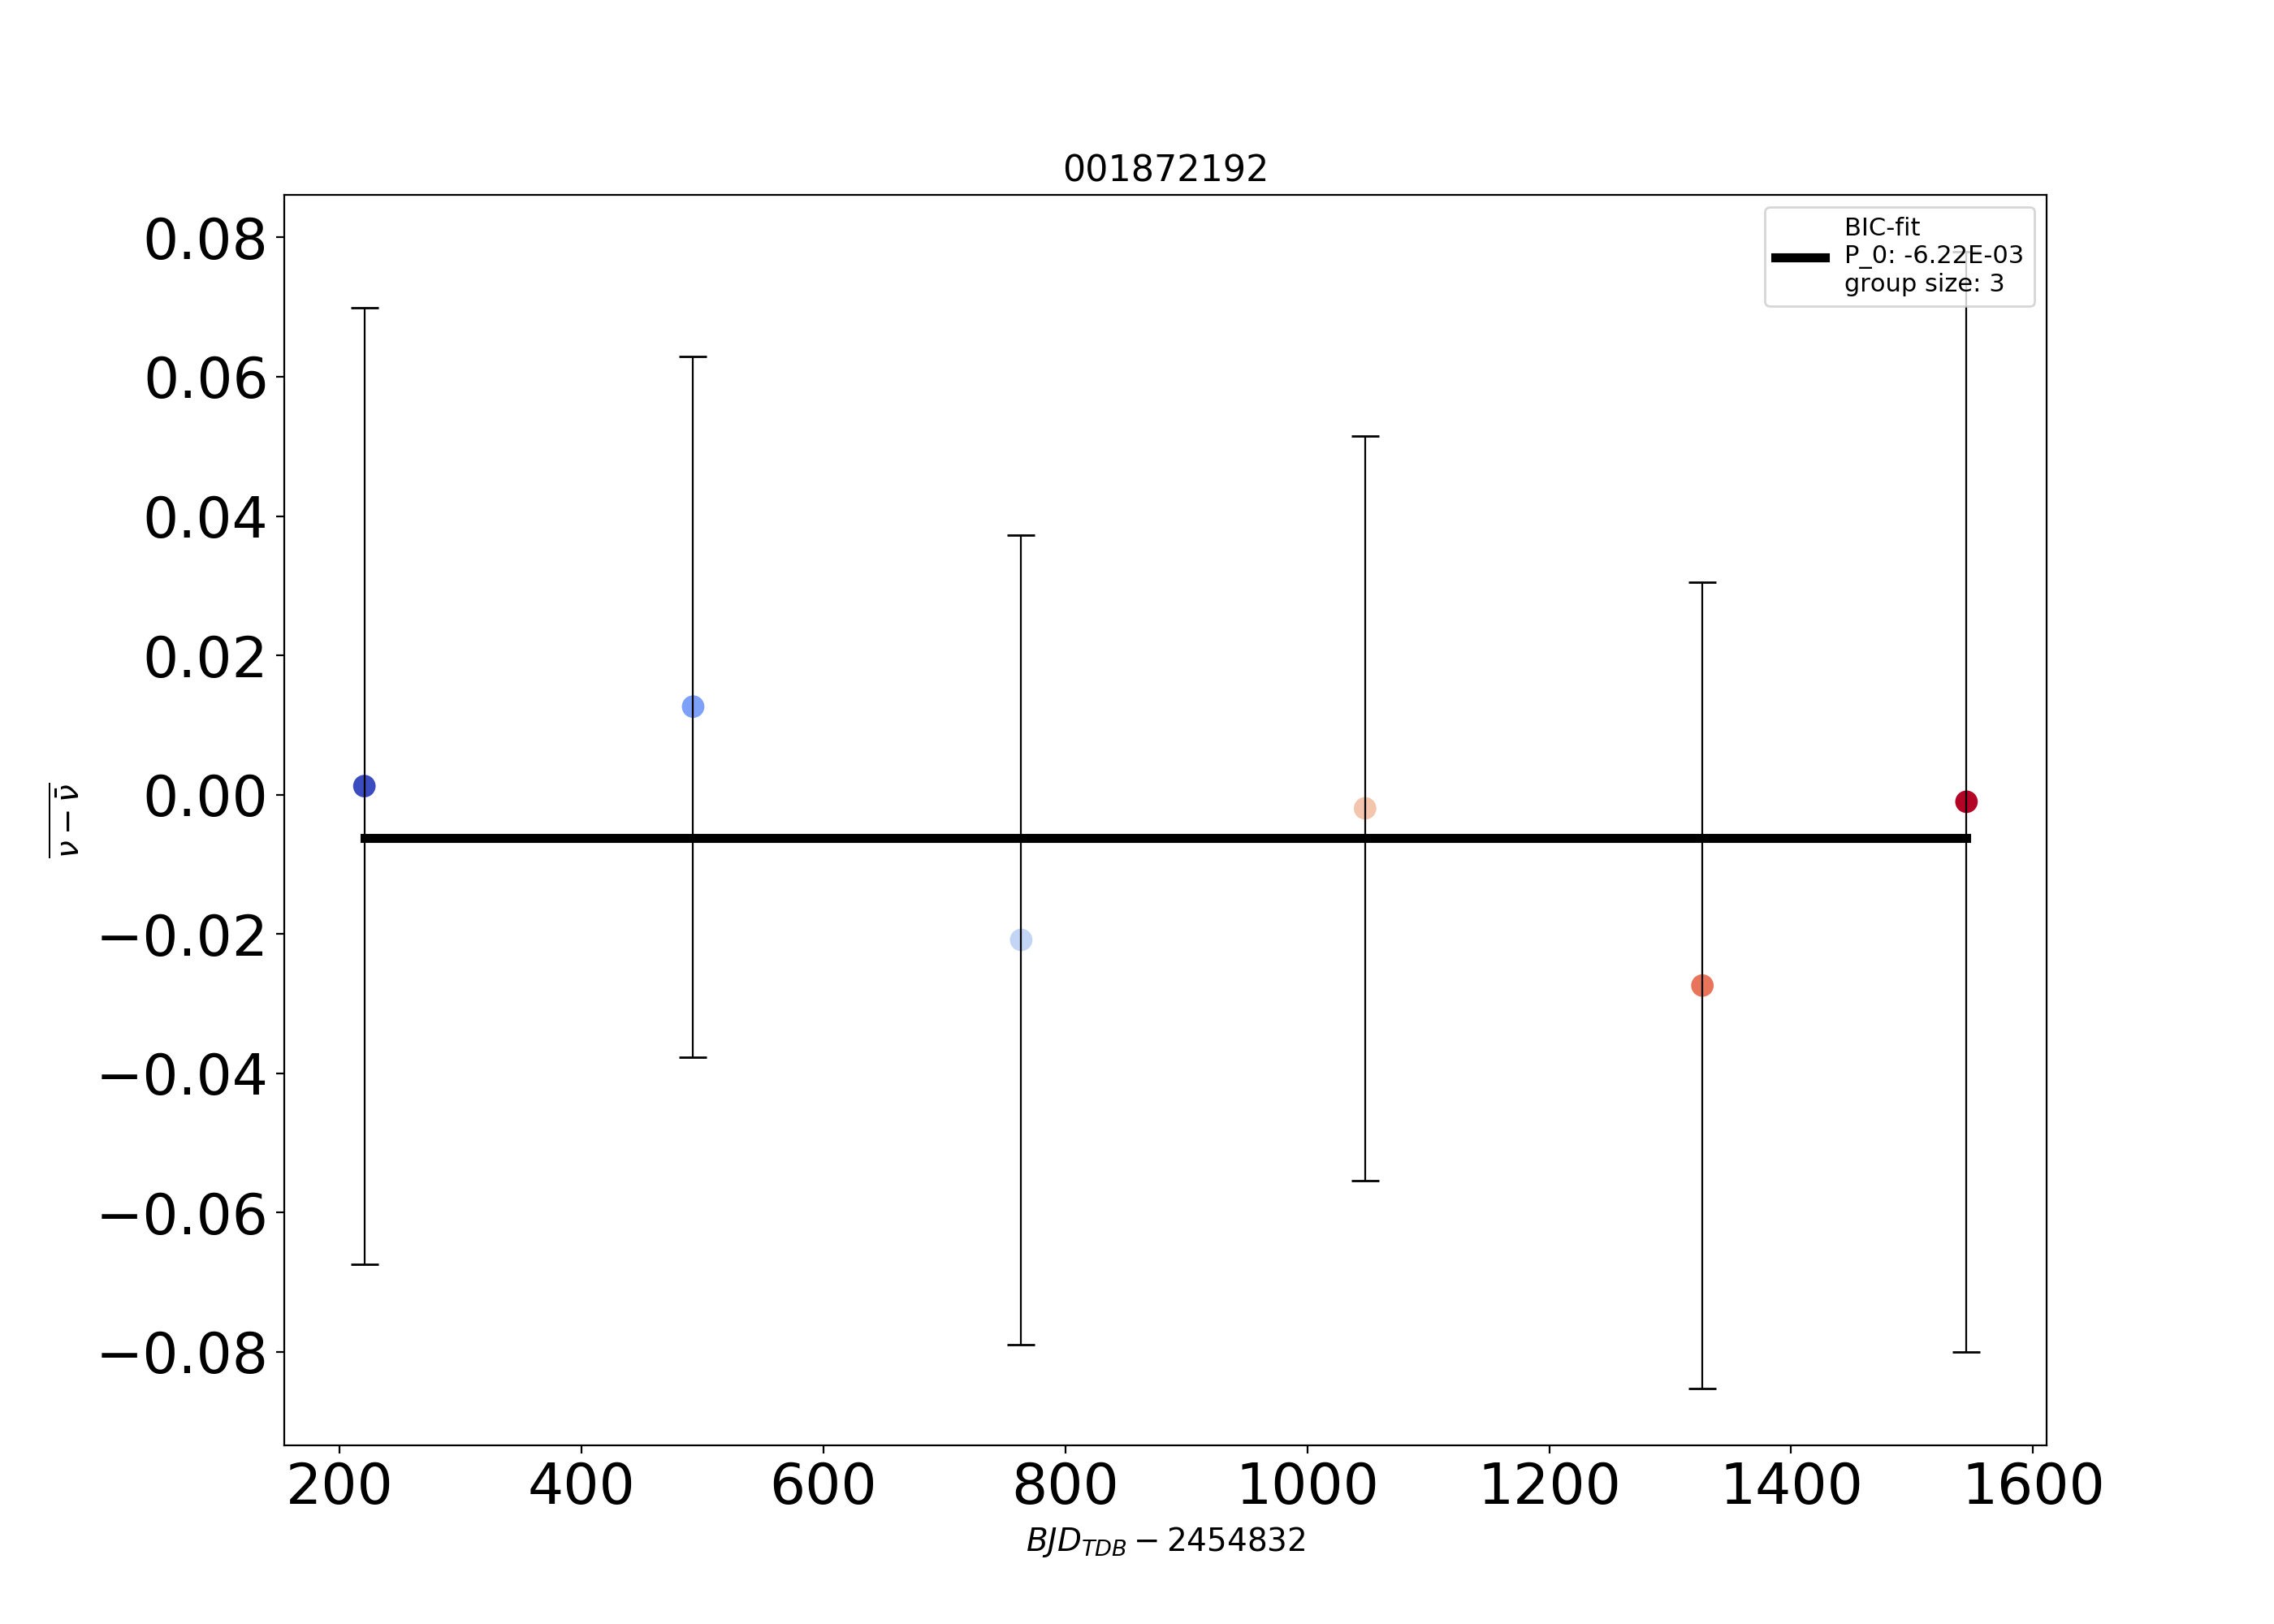 001872192
BIC-fit
P_0: -6.22E-03
group size: 3
0.08
0.06
0.04
0.02
0.00
−0.02
−0.04
−0.06
−0.08
ν − ν̄
200 400 600 800 1000 1200 1400 1600
BJD_TDB − 2454832